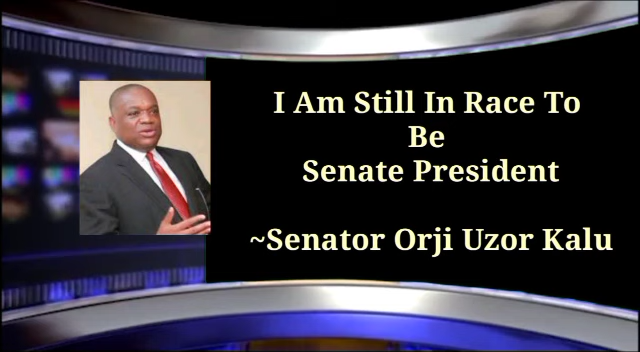 I Am Still In Race To
Be
Senate President
~Senator Orji Uzor Kalu